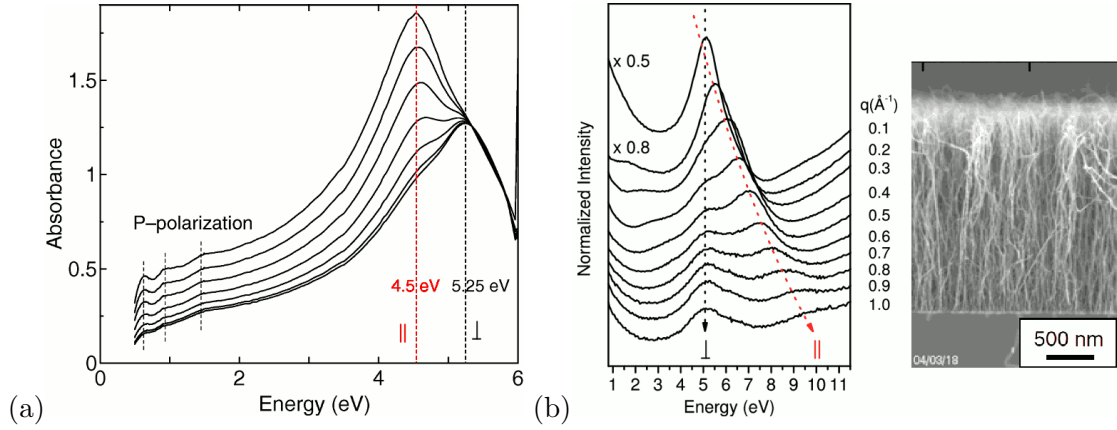 Absorbance
1.5
1
0.5
0
P–polarization
4.5 eV
5.25 eV
||
⊥
0
2
4
6
Energy (eV)
(a)
Normalized Intensity
x 0.5
x 0.8
⊥
||
1 2 3 4 5 6 7 8 9 10 11
Energy (eV)
(b)
q(Å⁻¹)
0.1
0.2
0.3
0.4
0.5
0.6
0.7
0.8
0.9
1.0
04/03/18
500 nm